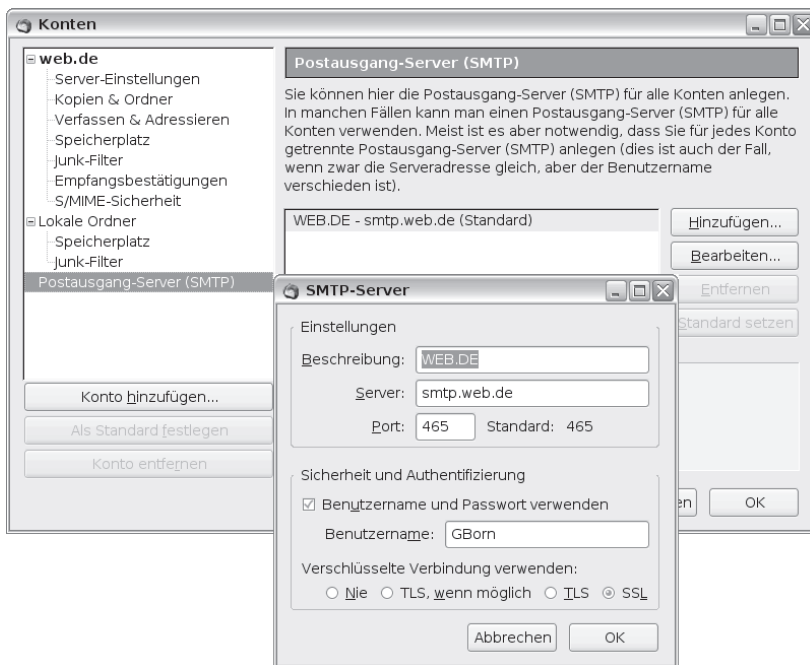 Konten
web.de
Server-Einstellungen
Kopien & Ordner
Verfassen & Adressieren
Speicherplatz
Junk-Filter
Empfangsbestätigungen
S/MIME-Sicherheit
Lokale Ordner
Speicherplatz
Junk-Filter
Postausgang-Server (SMTP)
Konto hinzufügen...
Als Standard festlegen
Konto entfernen
Postausgang-Server (SMTP)
Sie können hier die Postausgang-Server (SMTP) für alle Konten anlegen.
In manchen Fällen kann man einen Postausgang-Server (SMTP) für alle
Konten verwenden. Meist ist es aber notwendig, dass Sie für jedes Konto
getrennte Postausgang-Server (SMTP) anlegen (dies ist auch der Fall,
wenn zwar die Serveradresse gleich, aber der Benutzername
verschieden ist).
WEB.DE - smtp.web.de (Standard)
Hinzufügen...
Bearbeiten...
Entfernen
Standard setzen
en
OK
SMTP-Server
Einstellungen
Beschreibung: WEB.DE
Server: smtp.web.de
Port: 465 Standard: 465
Sicherheit und Authentifizierung
Benutzername und Passwort verwenden
Benutzername: GBorn
Verschlüsselte Verbindung verwenden:
Nie TLS, wenn möglich TLS SSL
Abbrechen OK